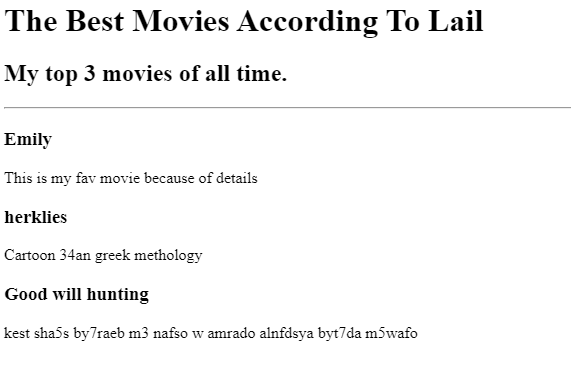 The Best Movies According To Lail
My top 3 movies of all time.
Emily
This is my fav movie because of details
herklies
Cartoon 34an greek methology
Good will hunting
kest sha5s by7raeb m3 nafso w amrado alnfdsya byt7da m5wafo